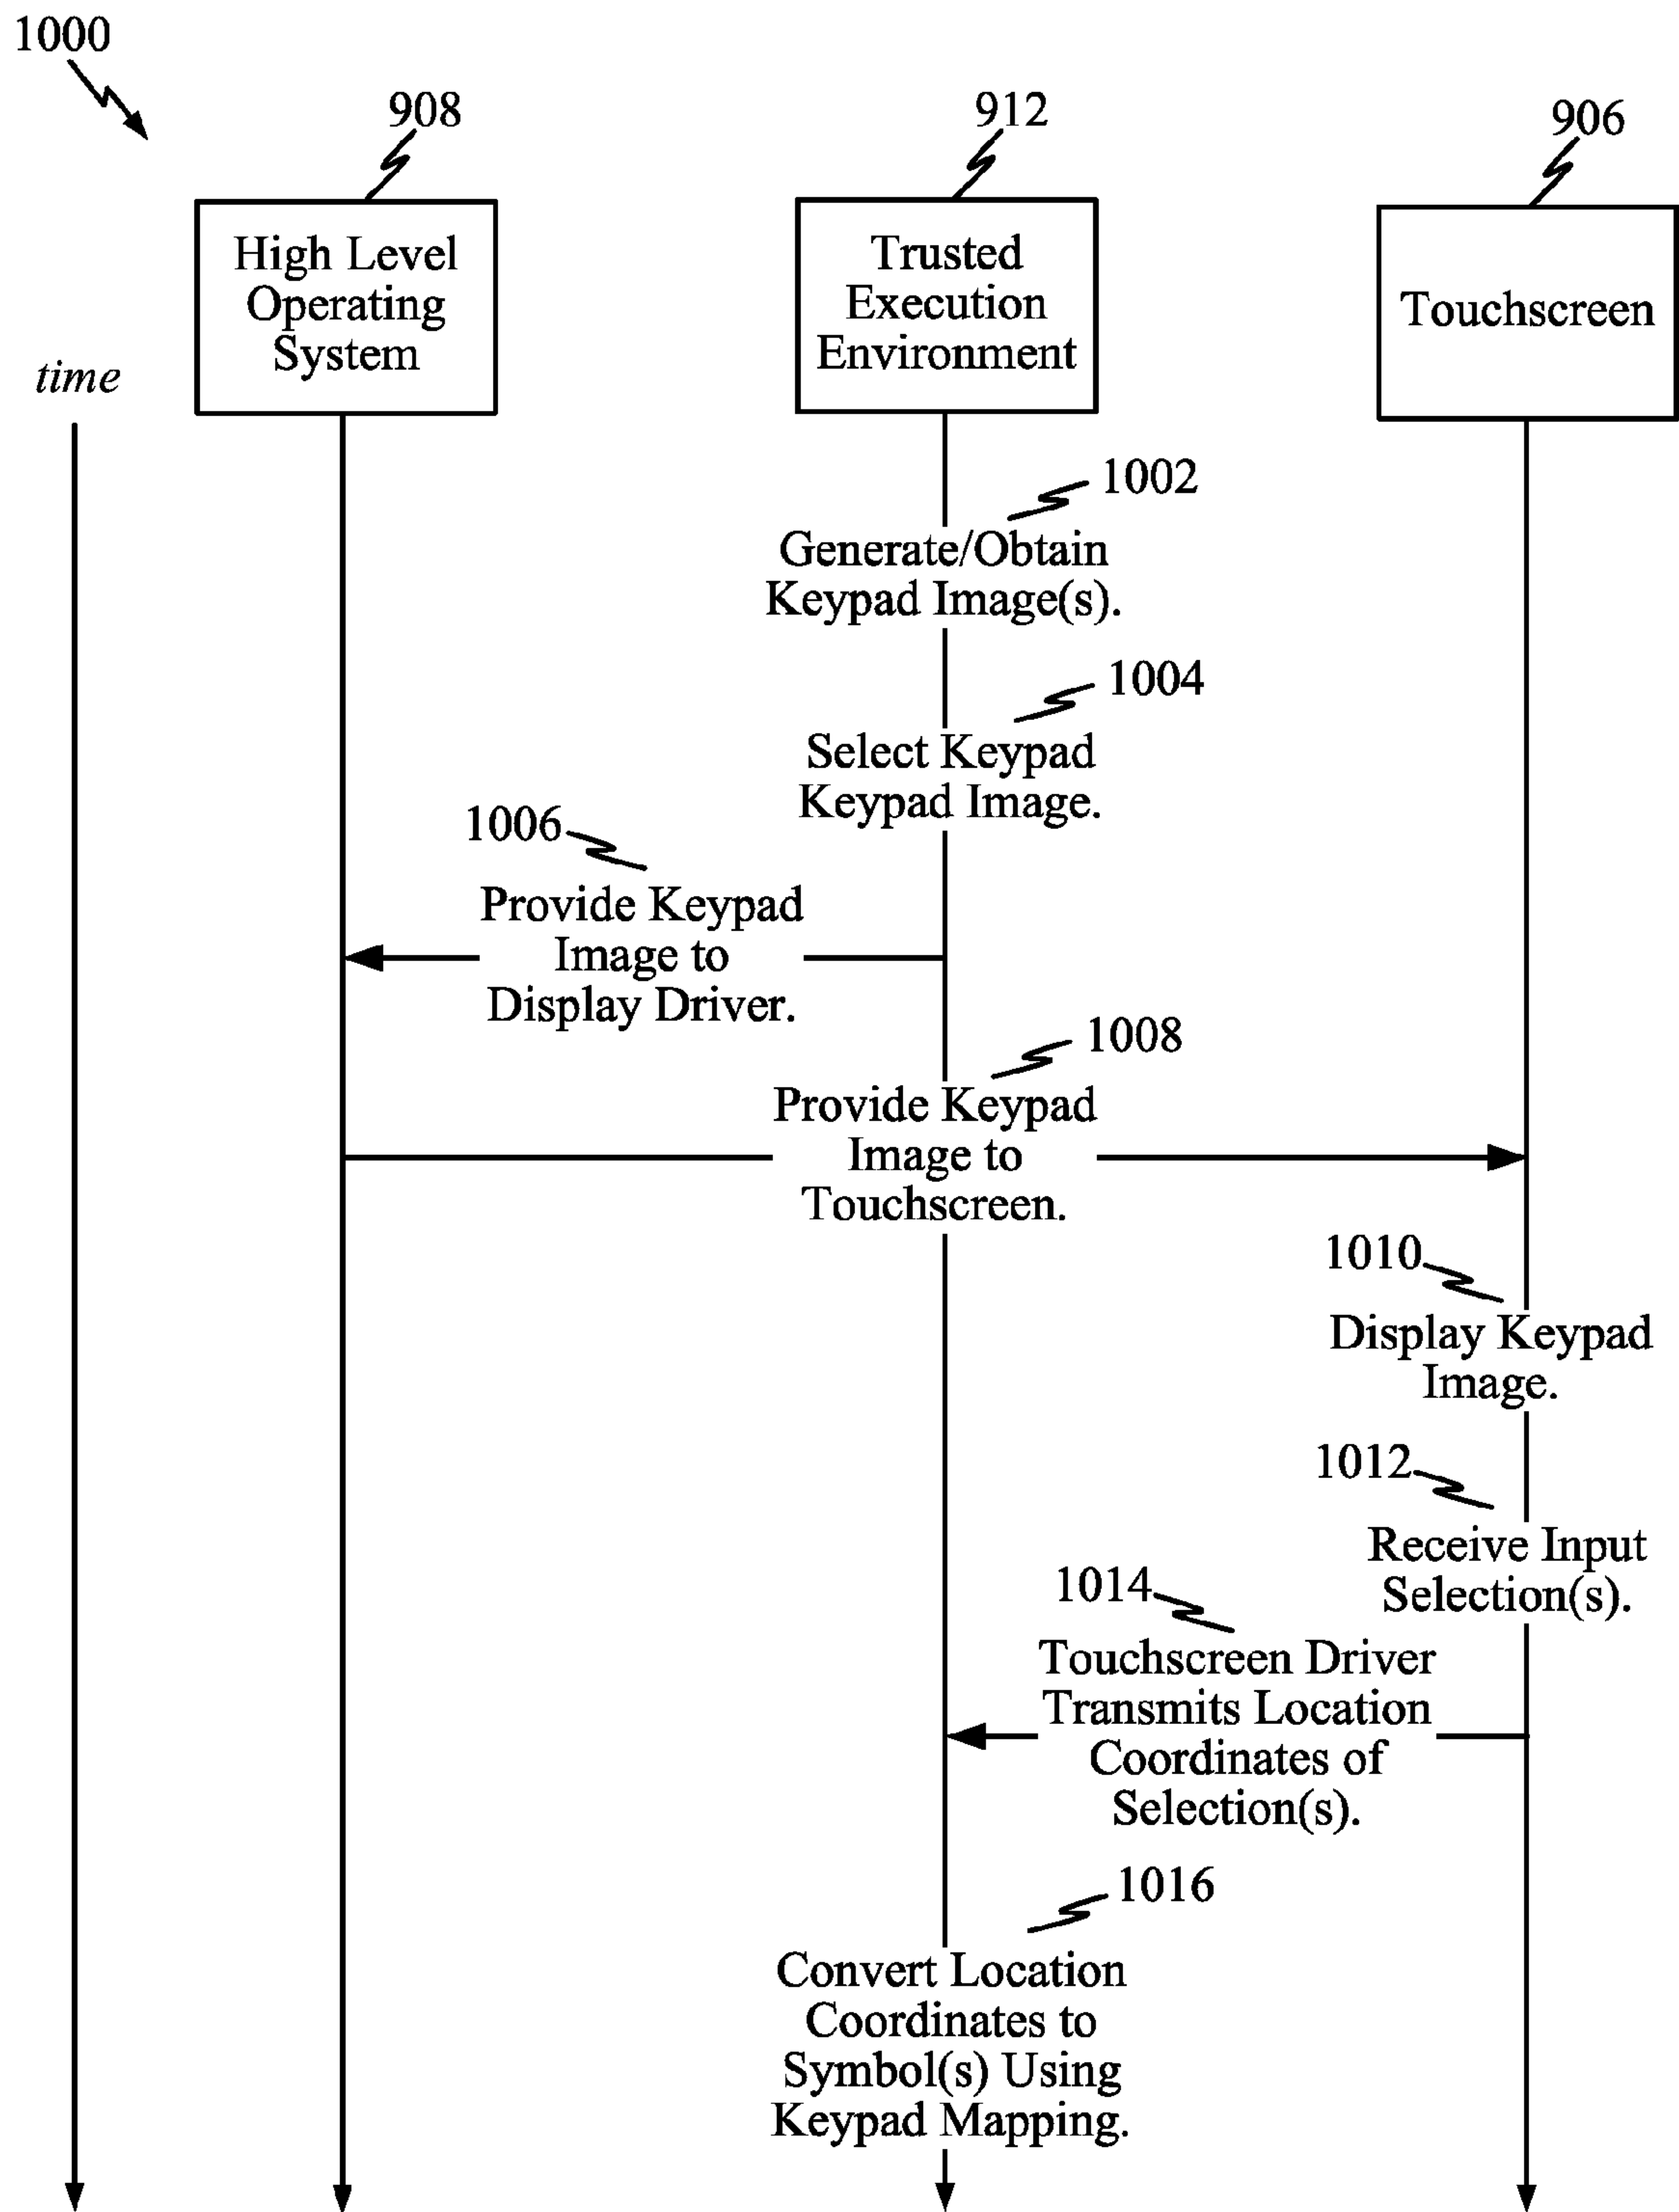 1000
908
912
906
High Level
Operating
System
Trusted
Execution
Environment
Touchscreen
time
1002
Generate/Obtain
Keypad Image(s).
1004
Select Keypad
Keypad Image.
1006
Provide Keypad
Image to
Display Driver.
1008
Provide Keypad
Image to
Touchscreen.
1010
Display Keypad
Image.
1012
Receive Input
Selection(s).
1014
Touchscreen Driver
Transmits Location
Coordinates of
Selection(s).
1016
Convert Location
Coordinates to
Symbol(s) Using
Keypad Mapping.